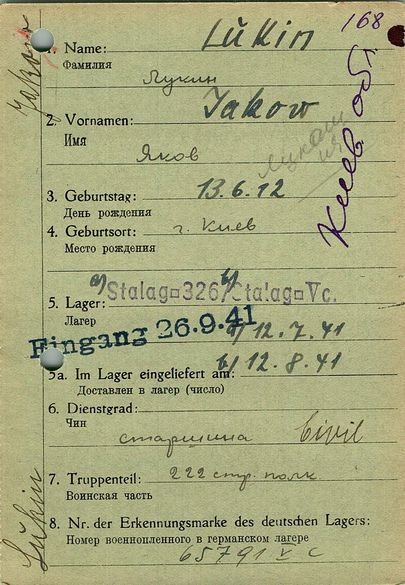 168
1. Name: Lukin
Фамилия
Лукин
Киев обл.
2. Vornamen: Jakow
Имя
Яков
3. Geburtstag: 13.6.12
День рождения
4. Geburtsort: г. Киев
Место рождения
a) b)
Stalag 326/Stalag Vc.
5. Lager:
Лагер
Eingang 26.9.41
a) 12.7.41
b) 12.8.41
5a. Im Lager eingeliefert am:
Доставлен в лагер (число)
6. Dienstgrad:
Чин
старшина Civil
7. Truppenteil: 222 стр. полк
Воинская часть
8. Nr. der Erkennungsmarke des deutschen Lagers:
Номер военнопленного в германском лагере
65791 V C
Jakow
Lukin